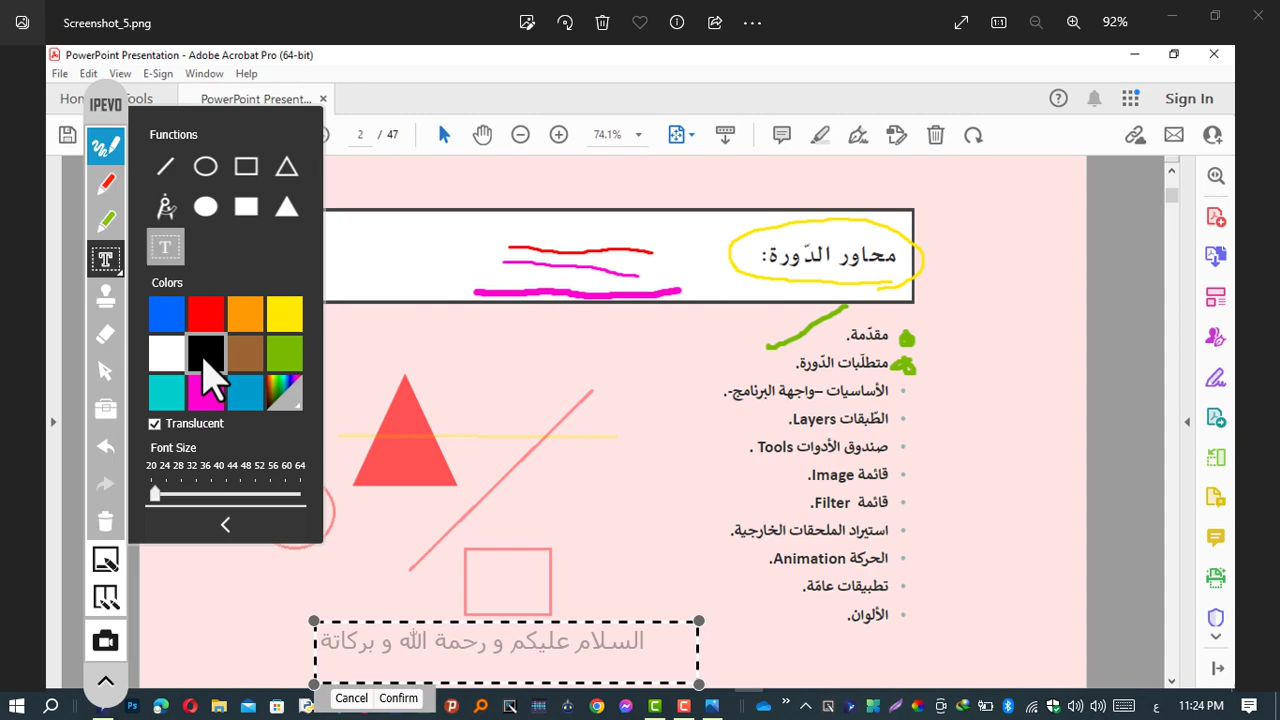 Screenshot_5.png
92%
PowerPoint Presentation - Adobe Acrobat Pro (64-bit)
File Edit View E-Sign Window Help
PowerPoint Present...
Sign In
2 / 47
74.1%
IPEVO
Functions
T
T
Colors
Translucent
Font Size
20 24 28 32 36 40 44 48 52 56 60 64
محاور الدّورة:
مقدّمة.
متطلّبات الدّورة.
الأساسيات –واجهة البرنامج-.
الطّبقات Layers.
صندوق الأدوات Tools .
قائمة Image.
قائمة Filter.
استيراد الملحقات الخارجية.
الحركة Animation.
تطبيقات عامّة.
الألوان.
السلام عليكم و رحمة الله و بركاتة
Cancel Confirm
11:24 PM